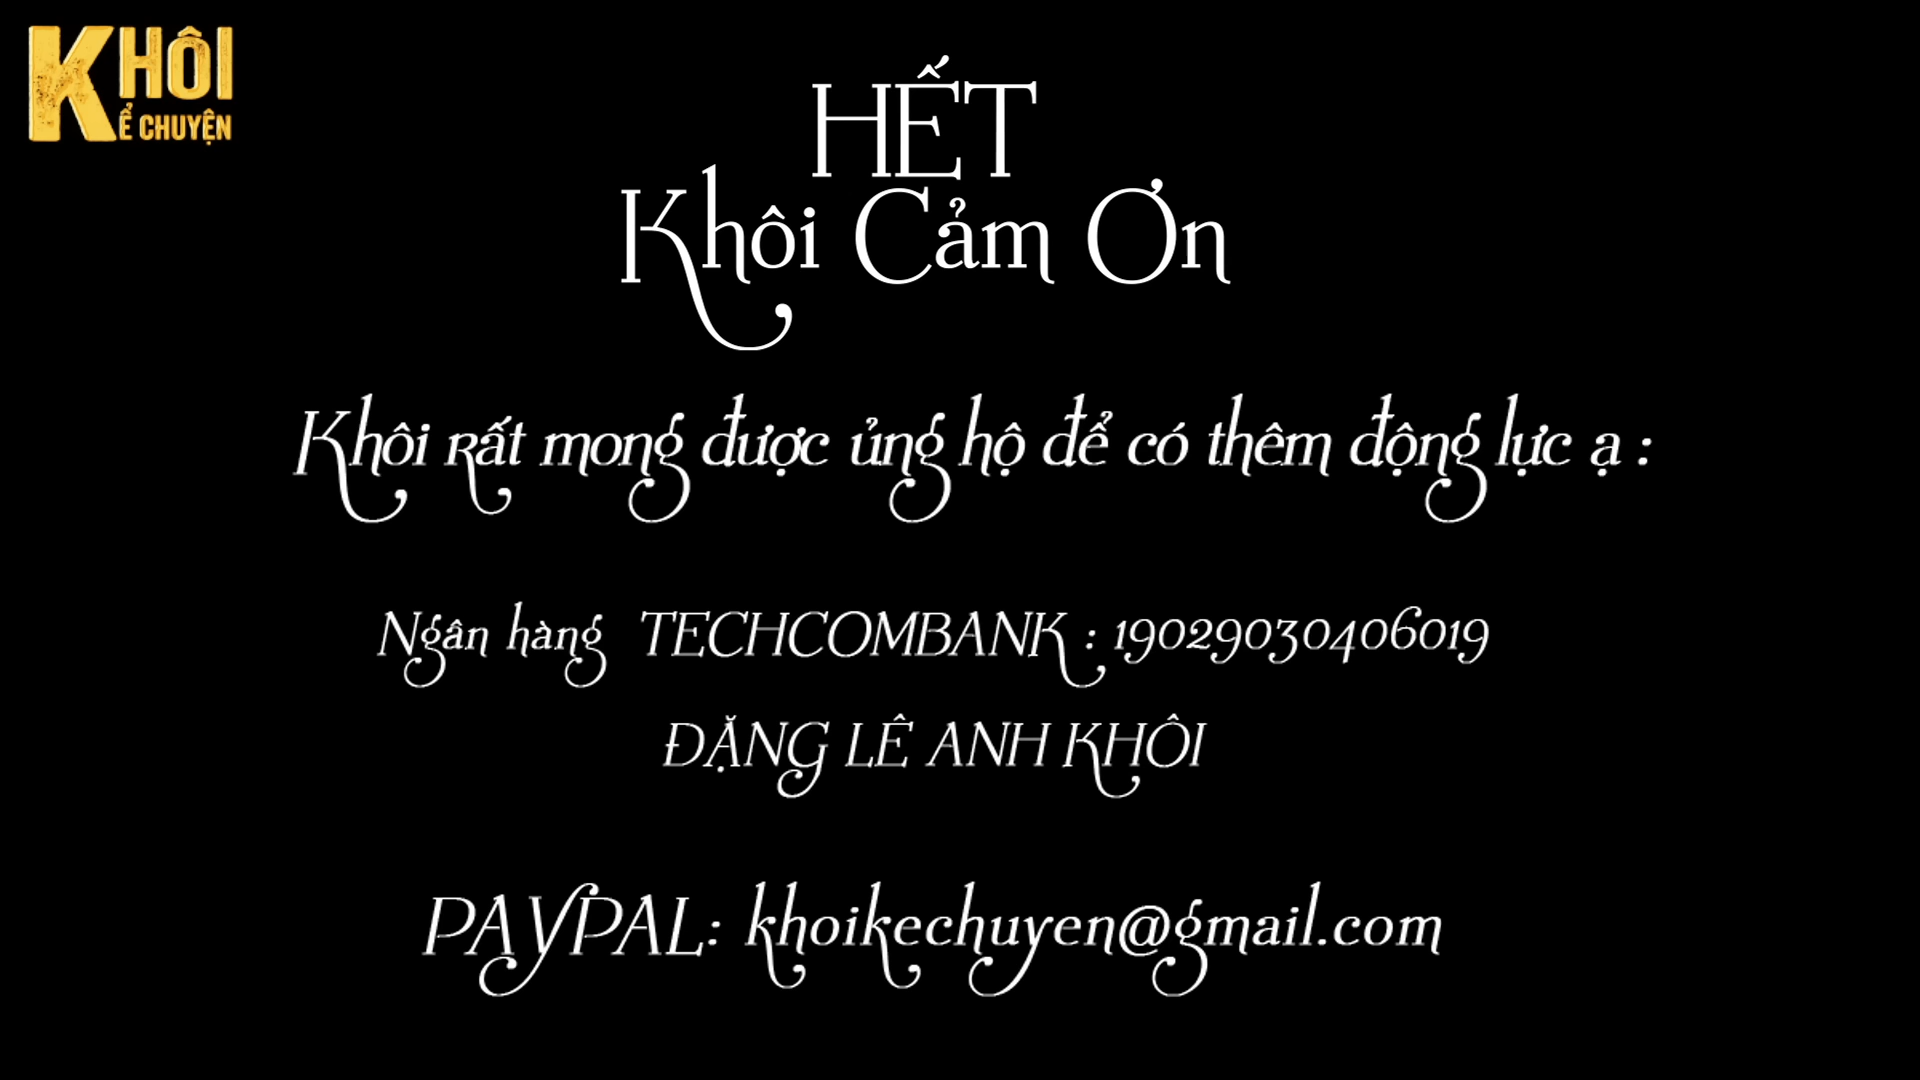 KHÔI
KỂ CHUYỆN
HẾT
Khôi Cảm Ơn
Khôi rất mong được ủng hộ để có thêm động lực ạ :
Ngân hàng TECHCOMBANK : 19029030406019
ĐẶNG LÊ ANH KHÔI
PAYPAL: khoikechuyen@gmail.com